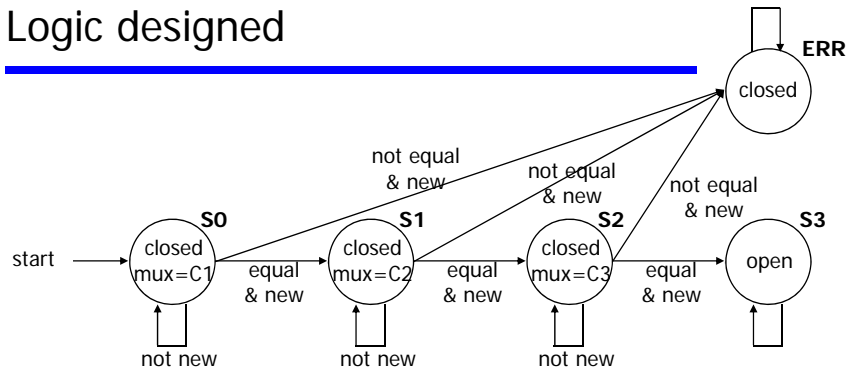 Logic designed
ERR
closed
not equal
& new
not equal
& new
not equal
& new
S0
S1
S2
S3
start
closed
mux=C1
closed
mux=C2
closed
mux=C3
open
equal
& new
equal
& new
equal
& new
not new
not new
not new